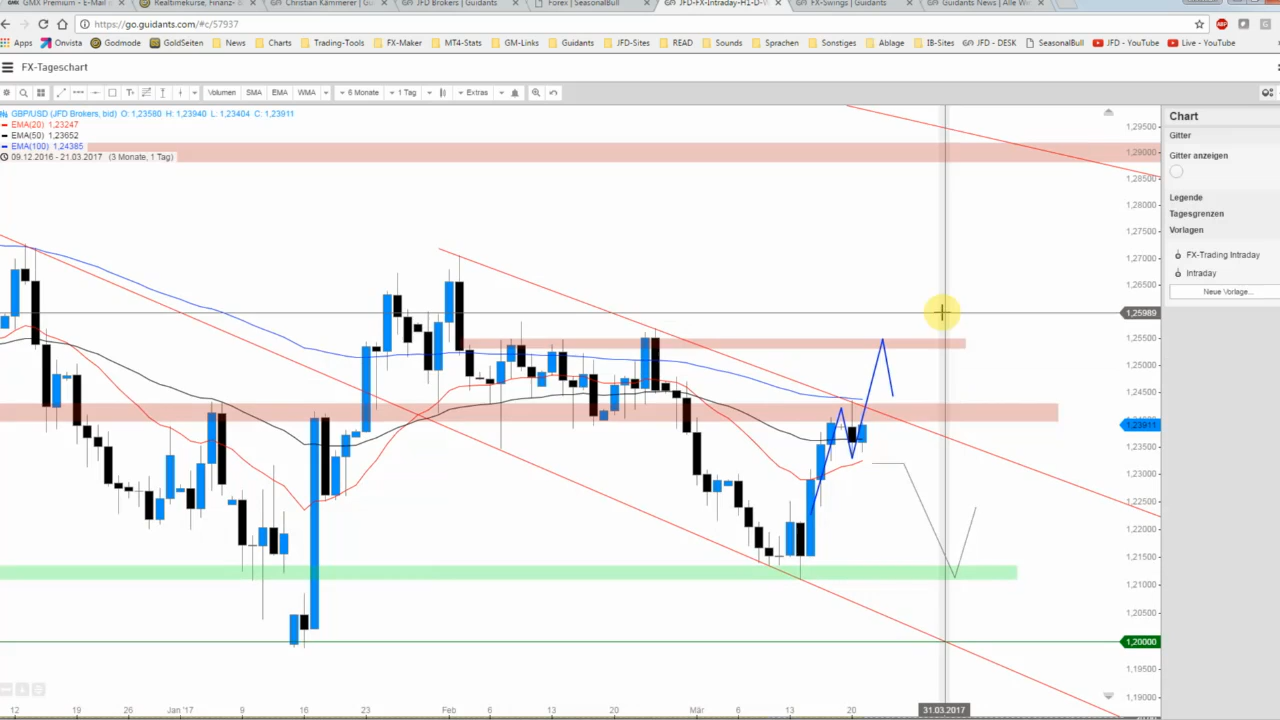 GMX Premium - E-Mail
Realtimekurse, Finanz-
Christian Kämmerer | Gu
JFD Brokers | Guidants
Forex | SeasonalBull
JFD-FX-Intraday-H1-D-W
FX-Swings | Guidants
Guidants News | Alle
https://go.guidants.com/#c/57937
ABP
Apps Onvista Godmode GoldSeiten News Charts Trading-Tools FX-Maker MT4-Stats GM-Links Guidants JFD-Sites READ Sounds Sprachen Sonstiges Ablage IB-Sites JFD - DESK SeasonalBull JFD - YouTube Live - YouTube
FX-Tageschart
Volumen SMA EMA WMA 6 Monate 1 Tag Extras
GBP/USD (JFD Brokers, bid) O: 1,23580 H: 1,23940 L: 1,23404 C: 1,23911
EMA(20) 1,23247
EMA(50) 1,23652
EMA(100) 1,24385
09.12.2016 - 21.03.2017 (3 Monate, 1 Tag)
1,29500
1,29000
1,28500
1,28000
1,27500
1,27000
1,26500
1,25989
1,25500
1,25000
1,24500
1,23911
1,23500
1,23000
1,22500
1,22000
1,21500
1,21000
1,20500
1,20000
1,19500
1,19000
12 19 26 Jan '17 9 16 23 Feb 6 13 20 Mär 6 13 20 31.03.2017
Chart
Gitter
Gitter anzeigen
Legende
Tagesgrenzen
Vorlagen
FX-Trading Intraday
Intraday
Neue Vorlage...